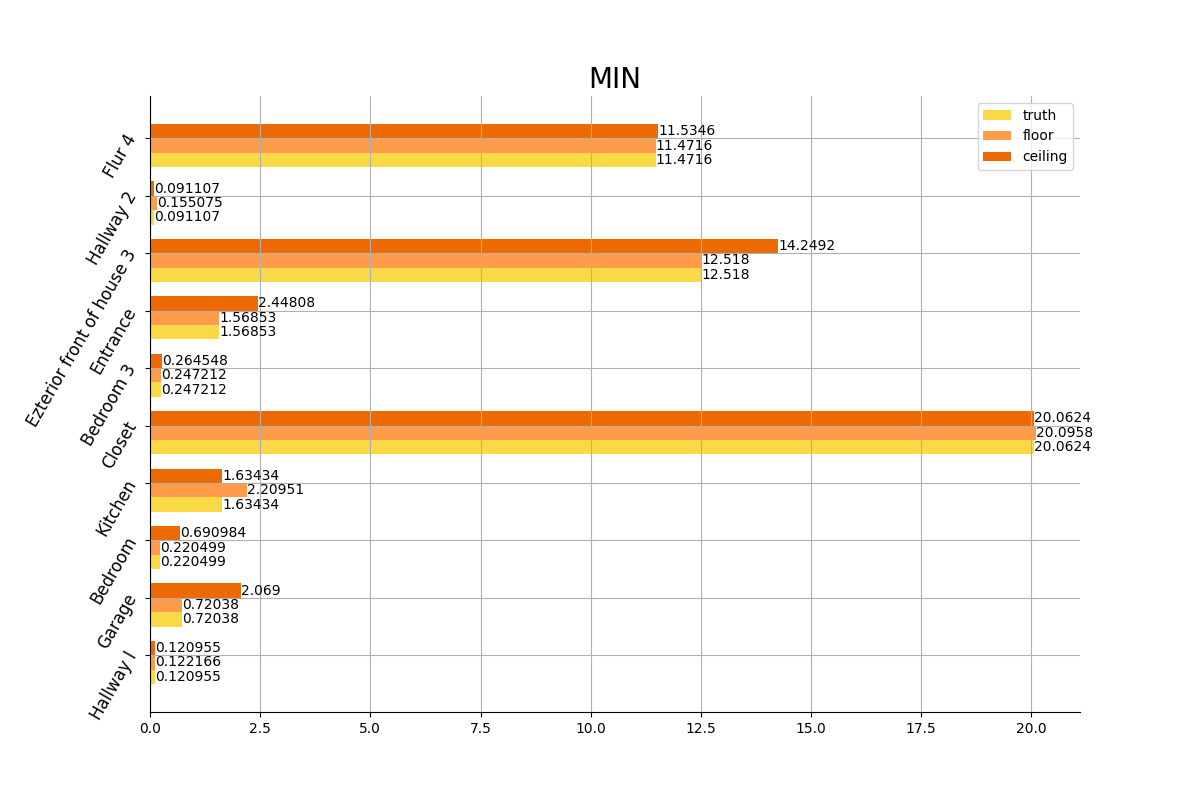 MIN
truth
floor
ceiling
Flur 4
11.5346
11.4716
11.4716
Hallway 2
0.091107
0.155075
0.091107
Ezterior front of house 3
14.2492
12.518
12.518
Entrance
2.44808
1.56853
1.56853
Bedroom 3
0.264548
0.247212
0.247212
Closet
20.0624
20.0958
20.0624
Kitchen
1.63434
2.20951
1.63434
Bedroom
0.690984
0.220499
0.220499
Garage
2.069
0.72038
0.72038
Hallway l
0.120955
0.122166
0.120955
0.0 2.5 5.0 7.5 10.0 12.5 15.0 17.5 20.0